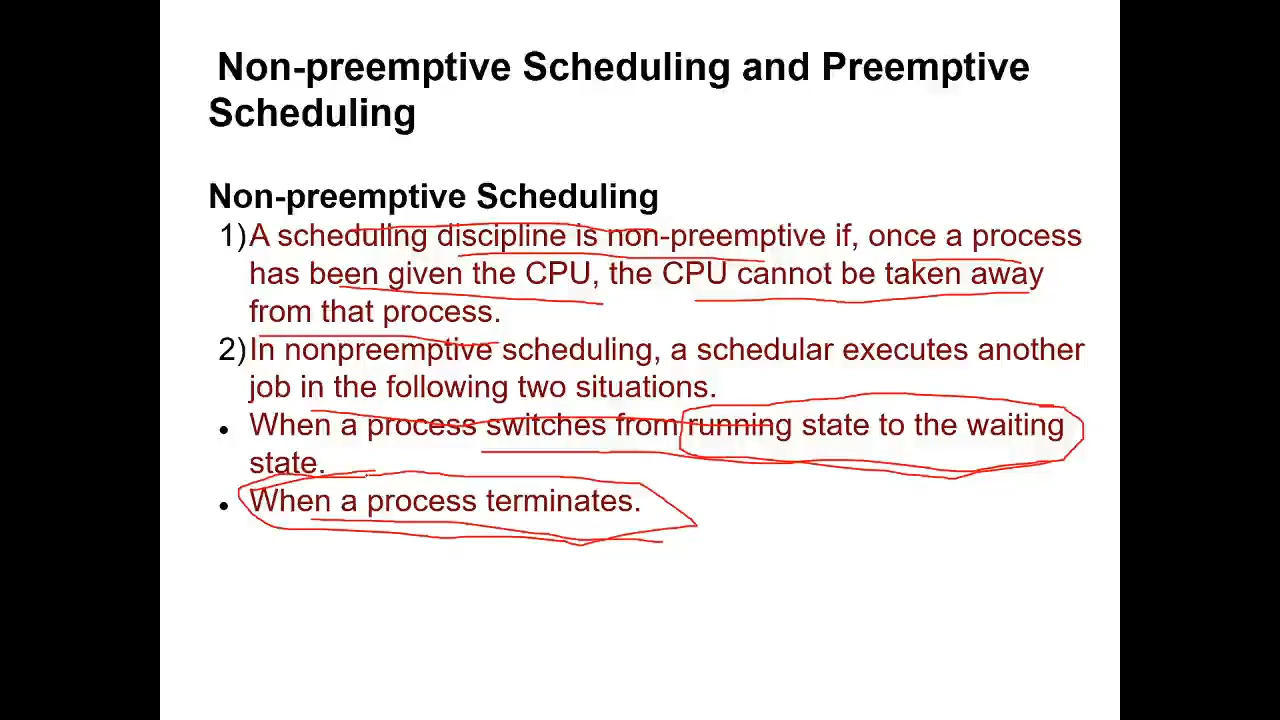 Non-preemptive Scheduling and Preemptive
Scheduling
Non-preemptive Scheduling
1) A scheduling discipline is non-preemptive if, once a process
has been given the CPU, the CPU cannot be taken away
from that process.
2) In nonpreemptive scheduling, a schedular executes another
job in the following two situations.
• When a process switches from running state to the waiting
state.
• When a process terminates.